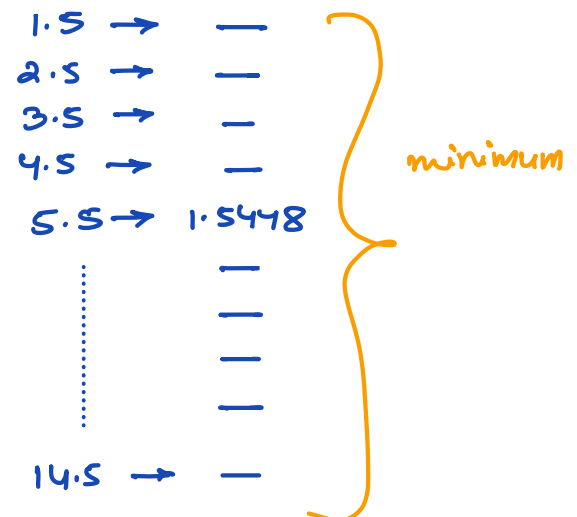 1.5 → —
2.5 → —
3.5 → —
4.5 → —
minimum
5.5 → 1.5448
—
—
—
—
14.5 → —